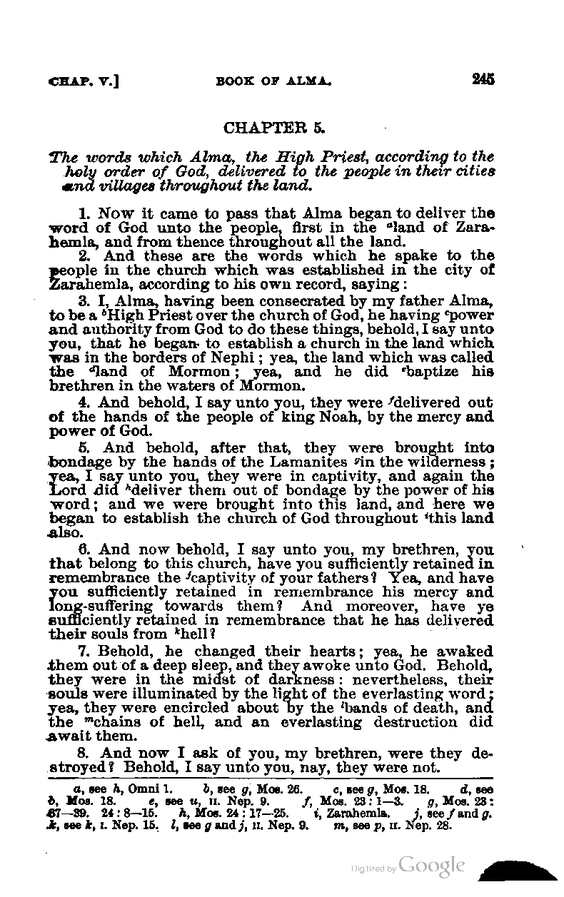 CHAP. V.] BOOK OF ALMA. 245
CHAPTER 5.
The words which Alma, the High Priest, according to the
holy order of God, delivered to the people in their cities
and villages throughout the land.
1. Now it came to pass that Alma began to deliver the
word of God unto the people, first in the ᵃland of Zara-
hemla, and from thence throughout all the land.
2. And these are the words which he spake to the
people in the church which was established in the city of
Zarahemla, according to his own record, saying:
3. I, Alma, having been consecrated by my father Alma,
to be a ᵇHigh Priest over the church of God, he having ᶜpower
and authority from God to do these things, behold, I say unto
you, that he began to establish a church in the land which
was in the borders of Nephi; yea, the land which was called
the ᵈland of Mormon; yea, and he did ᵉbaptize his
brethren in the waters of Mormon.
4. And behold, I say unto you, they were ᶠdelivered out
of the hands of the people of king Noah, by the mercy and
power of God.
5. And behold, after that, they were brought into
bondage by the hands of the Lamanites ᵍin the wilderness;
yea, I say unto you, they were in captivity, and again the
Lord did ʰdeliver them out of bondage by the power of his
word; and we were brought into this land, and here we
began to establish the church of God throughout ⁱthis land
also.
6. And now behold, I say unto you, my brethren, you
that belong to this church, have you sufficiently retained in
remembrance the ʲcaptivity of your fathers? Yea, and have
you sufficiently retained in remembrance his mercy and
long-suffering towards them? And moreover, have ye
sufficiently retained in remembrance that he has delivered
their souls from ᵏhell?
7. Behold, he changed their hearts; yea, he awaked
them out of a deep sleep, and they awoke unto God. Behold,
they were in the midst of darkness: nevertheless, their
souls were illuminated by the light of the everlasting word;
yea, they were encircled about by the ˡbands of death, and
the ᵐchains of hell, and an everlasting destruction did
await them.
8. And now I ask of you, my brethren, were they de-
stroyed? Behold, I say unto you, nay, they were not.
a, see h, Omni 1. b, see g, Mos. 26. c, see g, Mos. 18. d, see
b, Mos. 18. e, see u, II. Nep. 9. f, Mos. 23:1—3. g, Mos. 23:
37—39. 24:8—15. h, Mos. 24:17—25. i, Zarahemla. j, see f and g.
k, see k, I. Nep. 15. l, see g and j, II. Nep. 9. m, see p, II. Nep. 28.
Digitized by Google